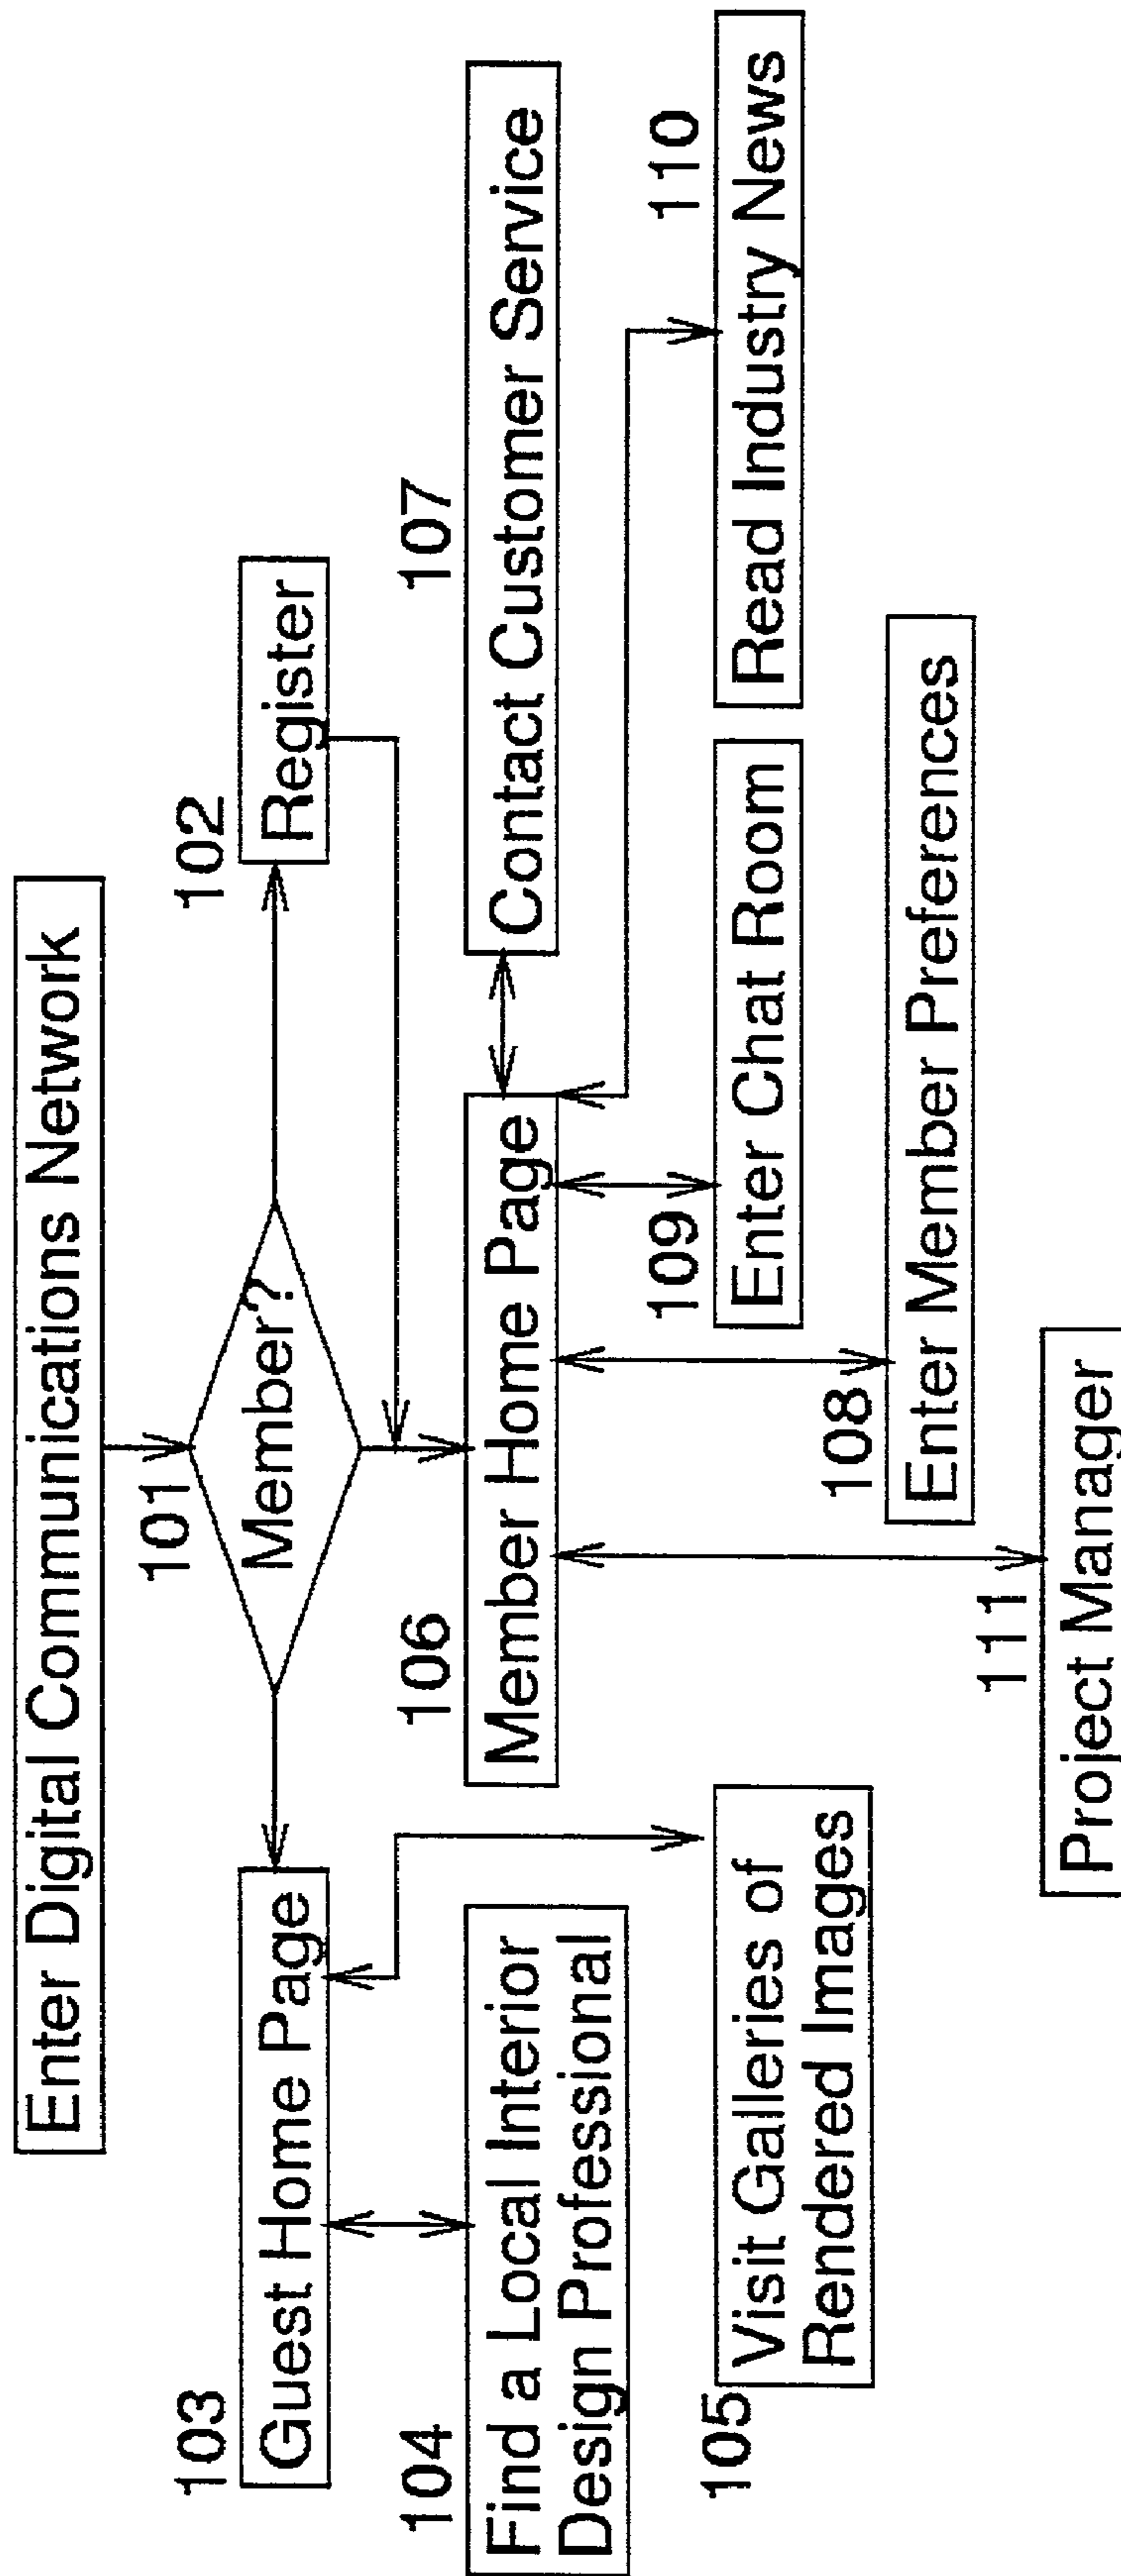 Enter Digital Communications Network
101
Member?
102
Register
103
Guest Home Page
104
Find a Local Interior
Design Professional
105
Visit Galleries of
Rendered Images
106
Member Home Page
107
Contact Customer Service
109
Enter Chat Room
110
Read Industry News
108
Enter Member Preferences
111
Project Manager